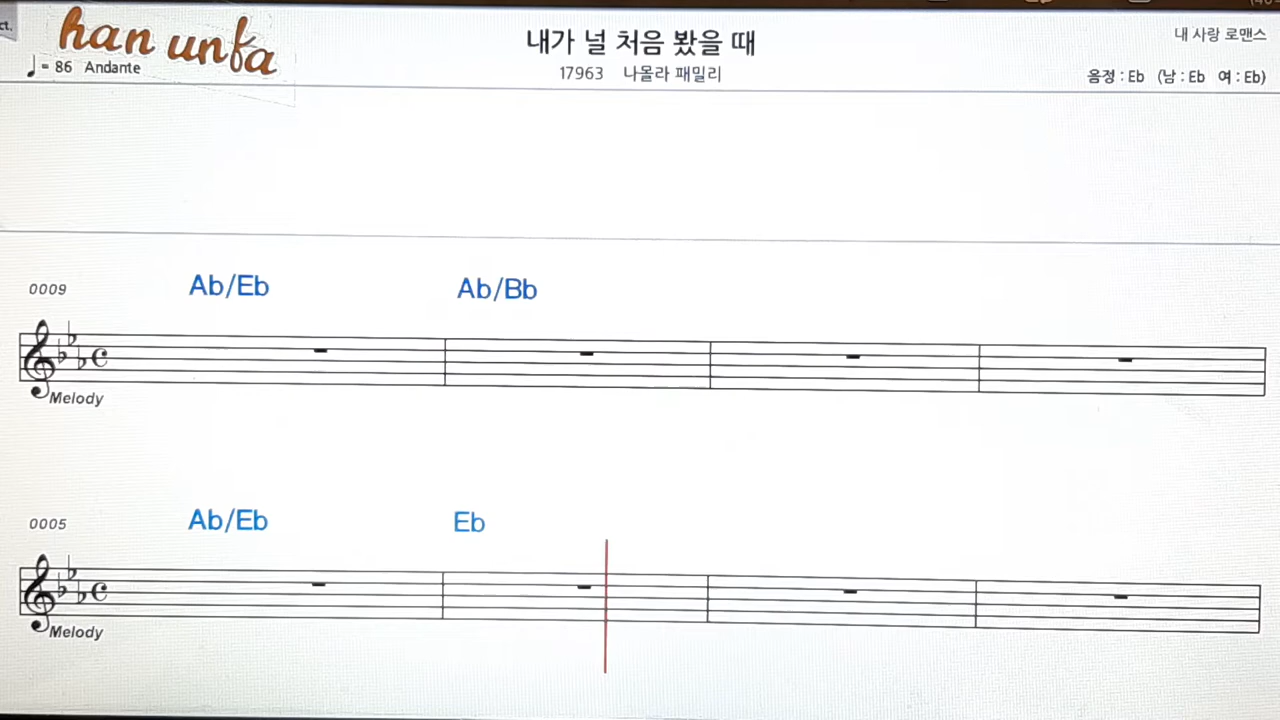 ct.
han unfa
♩= 86 Andante
내가 널 처음 봤을 때
17963 나몰라 패밀리
내 사랑 로맨스
음정 : Eb (남 : Eb 여 : Eb)
0009 Ab/Eb Ab/Bb
Melody
0005 Ab/Eb Eb
Melody